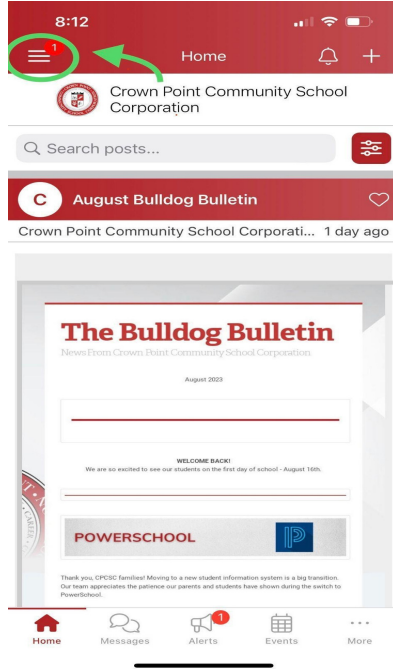 8:12
1
Home
Crown Point Community School
Corporation
Search posts...
C
August Bulldog Bulletin
Crown Point Community School Corporati... 1 day ago
The Bulldog Bulletin
News From Crown Point Community School Corporation
August 2023
WELCOME BACK!
We are so excited to see our students on the first day of school - August 16th.
POWERSCHOOL
Thank you, CPCSC families! Moving to a new student information system is a big transition.
Our team appreciates the patience our parents and students have shown during the switch to
PowerSchool.
1
Home Messages Alerts Events More